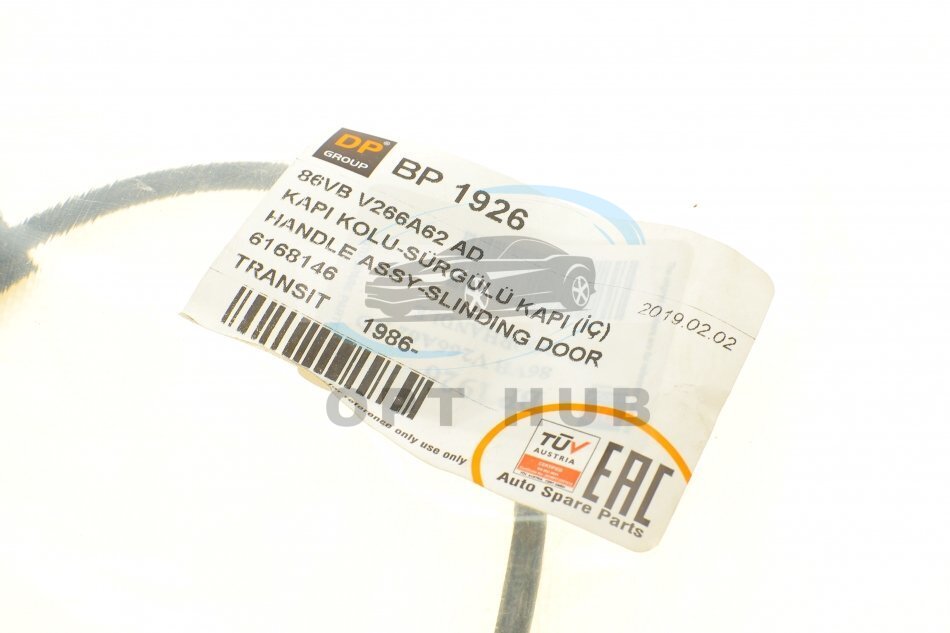 DP®
GROUP
BP 1926
86VB V266A62 AD
KAPI KOLU-SÜRGÜLÜ KAPI (İÇ)
HANDLE ASSY-SLINDING DOOR
6168146
TRANSIT 1986-
2019.02.02
OPT HUB
reference only use only
TÜV
AUSTRIA
CERTIFIED
EAC
Auto Spare Parts